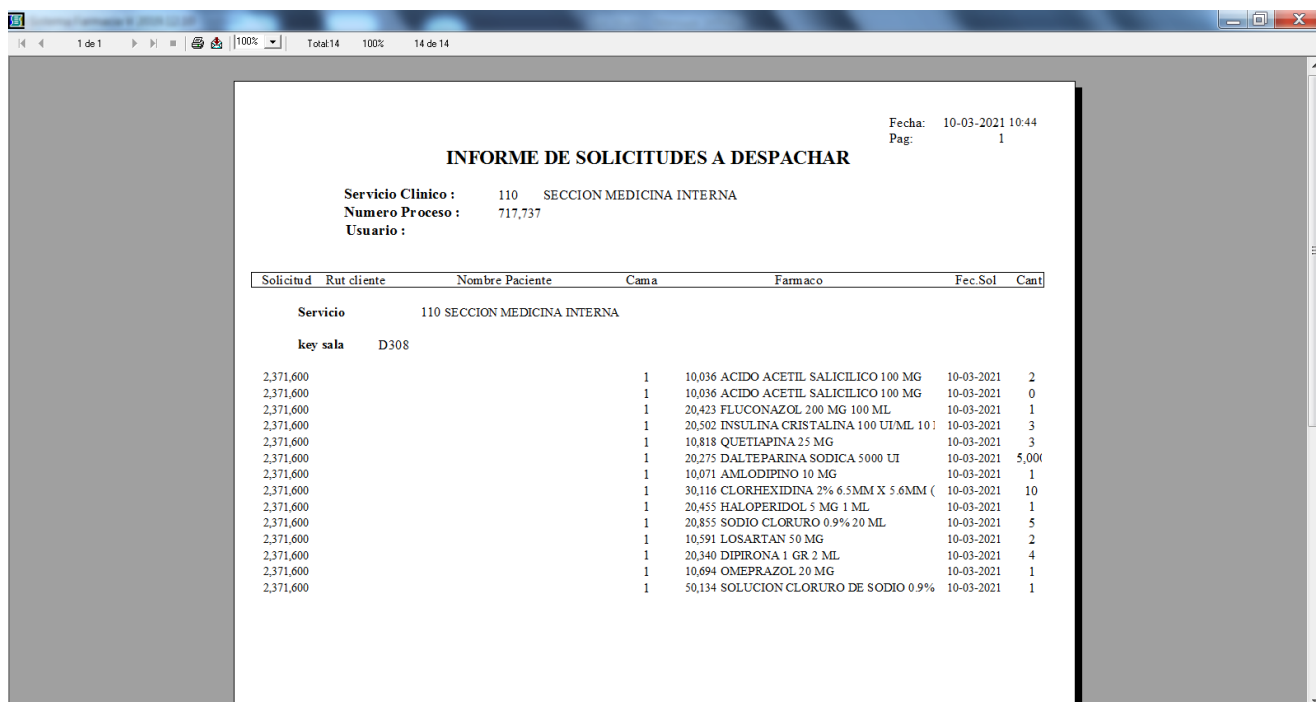 1 de 1 100% Total:14 100% 14 de 14
Fecha: 10-03-2021 10:44
Pag: 1
INFORME DE SOLICITUDES A DESPACHAR
Servicio Clinico : 110 SECCION MEDICINA INTERNA
Numero Proceso : 717,737
Usuario :
Solicitud Rut cliente Nombre Paciente Cama Farmaco Fec.Sol Cant
Servicio 110 SECCION MEDICINA INTERNA
key sala D308
2,371,600 1 10,036 ACIDO ACETIL SALICILICO 100 MG 10-03-2021 2
2,371,600 1 10,036 ACIDO ACETIL SALICILICO 100 MG 10-03-2021 0
2,371,600 1 20,423 FLUCONAZOL 200 MG 100 ML 10-03-2021 1
2,371,600 1 20,502 INSULINA CRISTALINA 100 UI/ML 10 10-03-2021 3
2,371,600 1 10,818 QUETIAPINA 25 MG 10-03-2021 3
2,371,600 1 20,275 DALTEPARINA SODICA 5000 UI 10-03-2021 5,00
2,371,600 1 10,071 AMLODIPINO 10 MG 10-03-2021 1
2,371,600 1 30,116 CLORHEXIDINA 2% 6.5MM X 5.6MM ( 10-03-2021 10
2,371,600 1 20,455 HALOPERIDOL 5 MG 1 ML 10-03-2021 1
2,371,600 1 20,855 SODIO CLORURO 0.9% 20 ML 10-03-2021 5
2,371,600 1 10,591 LOSARTAN 50 MG 10-03-2021 2
2,371,600 1 20,340 DIPIRONA 1 GR 2 ML 10-03-2021 4
2,371,600 1 10,694 OMEPRAZOL 20 MG 10-03-2021 1
2,371,600 1 50,134 SOLUCION CLORURO DE SODIO 0.9% 10-03-2021 1